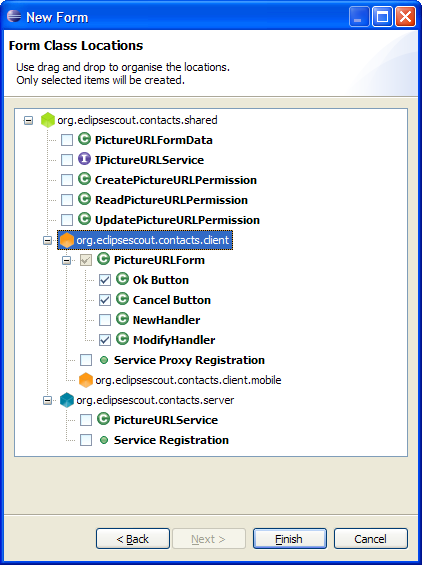 New Form
Form Class Locations
Use drag and drop to organise the locations.
Only selected items will be created.
org.eclipsescout.contacts.shared
C PictureURLFormData
I IPictureURLService
C CreatePictureURLPermission
C ReadPictureURLPermission
C UpdatePictureURLPermission
org.eclipsescout.contacts.client
C PictureURLForm
C Ok Button
C Cancel Button
C NewHandler
C ModifyHandler
Service Proxy Registration
org.eclipsescout.contacts.client.mobile
org.eclipsescout.contacts.server
C PictureURLService
Service Registration
< Back Next > Finish Cancel